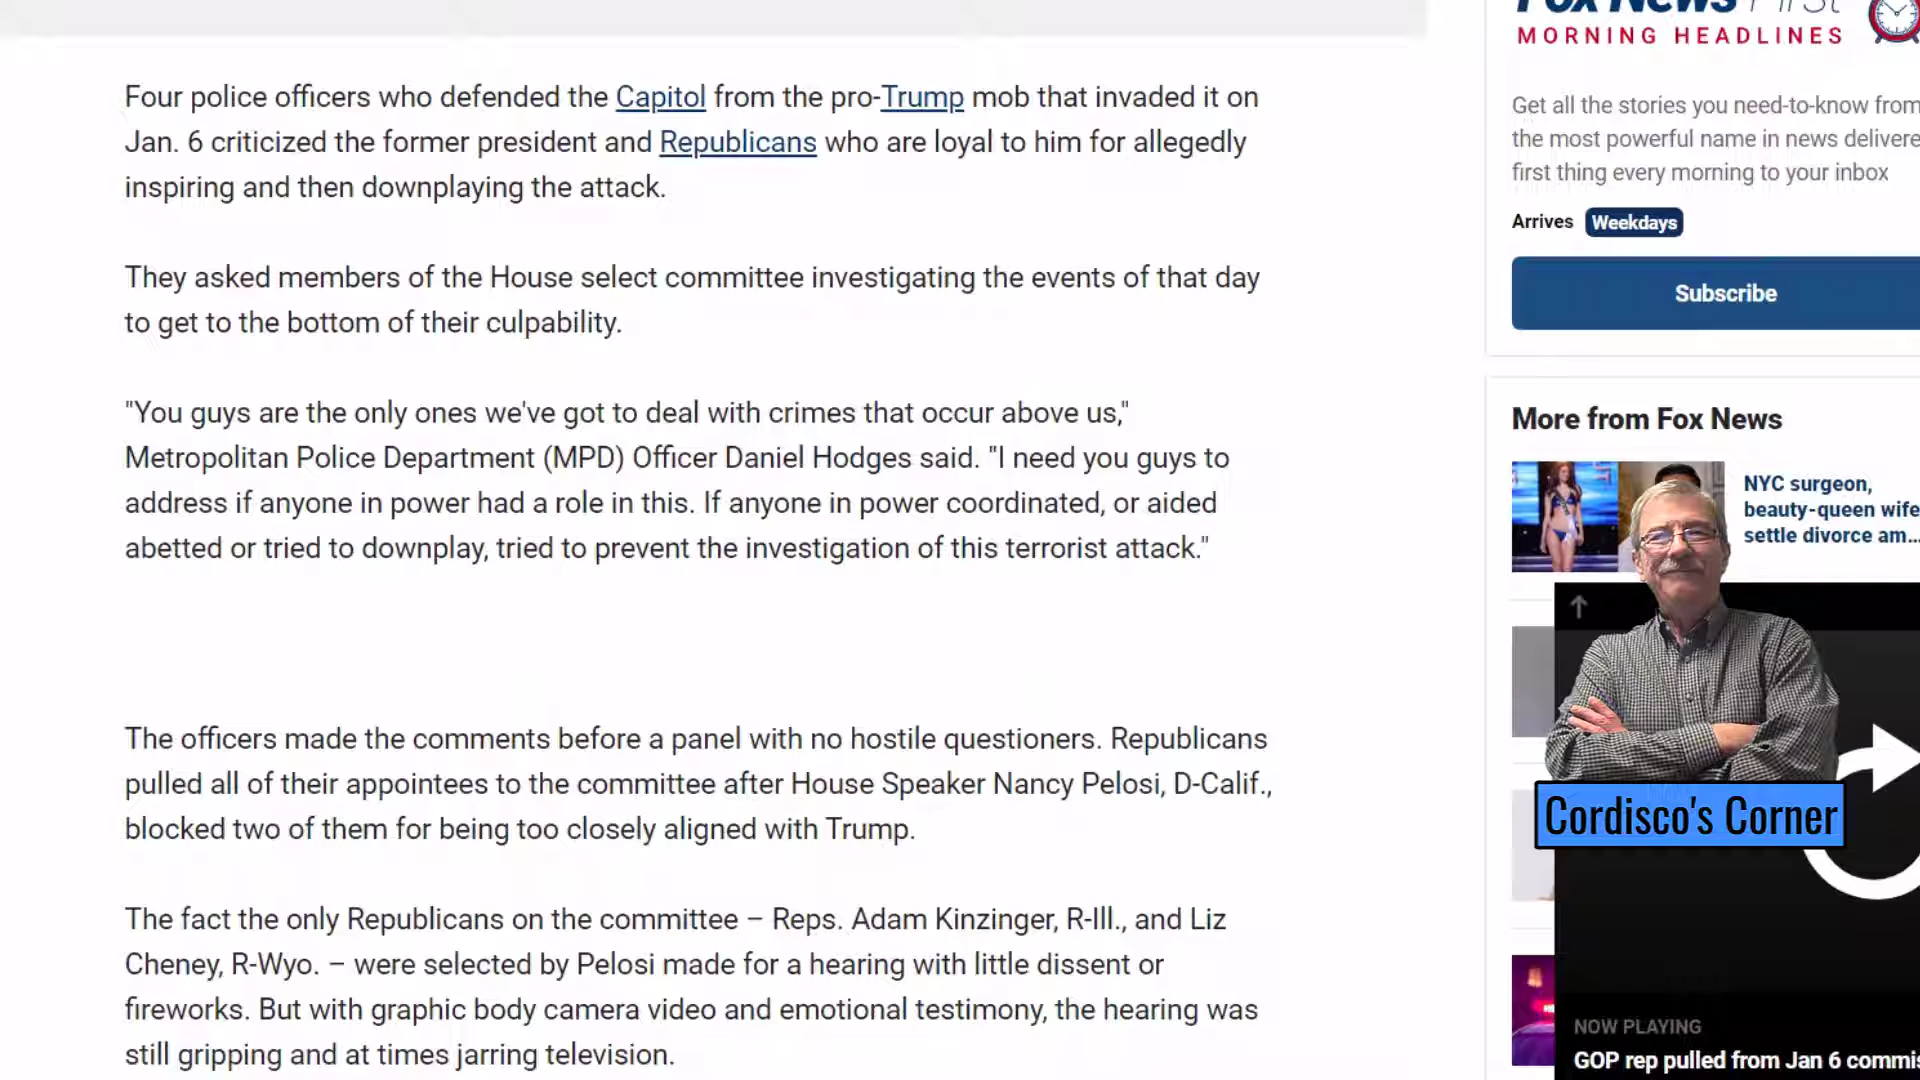 Fox News First
MORNING HEADLINES
Four police officers who defended the Capitol from the pro-Trump mob that invaded it on
Jan. 6 criticized the former president and Republicans who are loyal to him for allegedly
inspiring and then downplaying the attack.
They asked members of the House select committee investigating the events of that day
to get to the bottom of their culpability.
"You guys are the only ones we've got to deal with crimes that occur above us,"
Metropolitan Police Department (MPD) Officer Daniel Hodges said. "I need you guys to
address if anyone in power had a role in this. If anyone in power coordinated, or aided
abetted or tried to downplay, tried to prevent the investigation of this terrorist attack."
The officers made the comments before a panel with no hostile questioners. Republicans
pulled all of their appointees to the committee after House Speaker Nancy Pelosi, D-Calif.,
blocked two of them for being too closely aligned with Trump.
The fact the only Republicans on the committee – Reps. Adam Kinzinger, R-Ill., and Liz
Cheney, R-Wyo. – were selected by Pelosi made for a hearing with little dissent or
fireworks. But with graphic body camera video and emotional testimony, the hearing was
still gripping and at times jarring television.
Get all the stories you need-to-know from
the most powerful name in news delivere
first thing every morning to your inbox
Arrives Weekdays
Subscribe
More from Fox News
NYC surgeon,
beauty-queen wife
settle divorce am...
Cordisco's Corner
NOW PLAYING
GOP rep pulled from Jan 6 commis